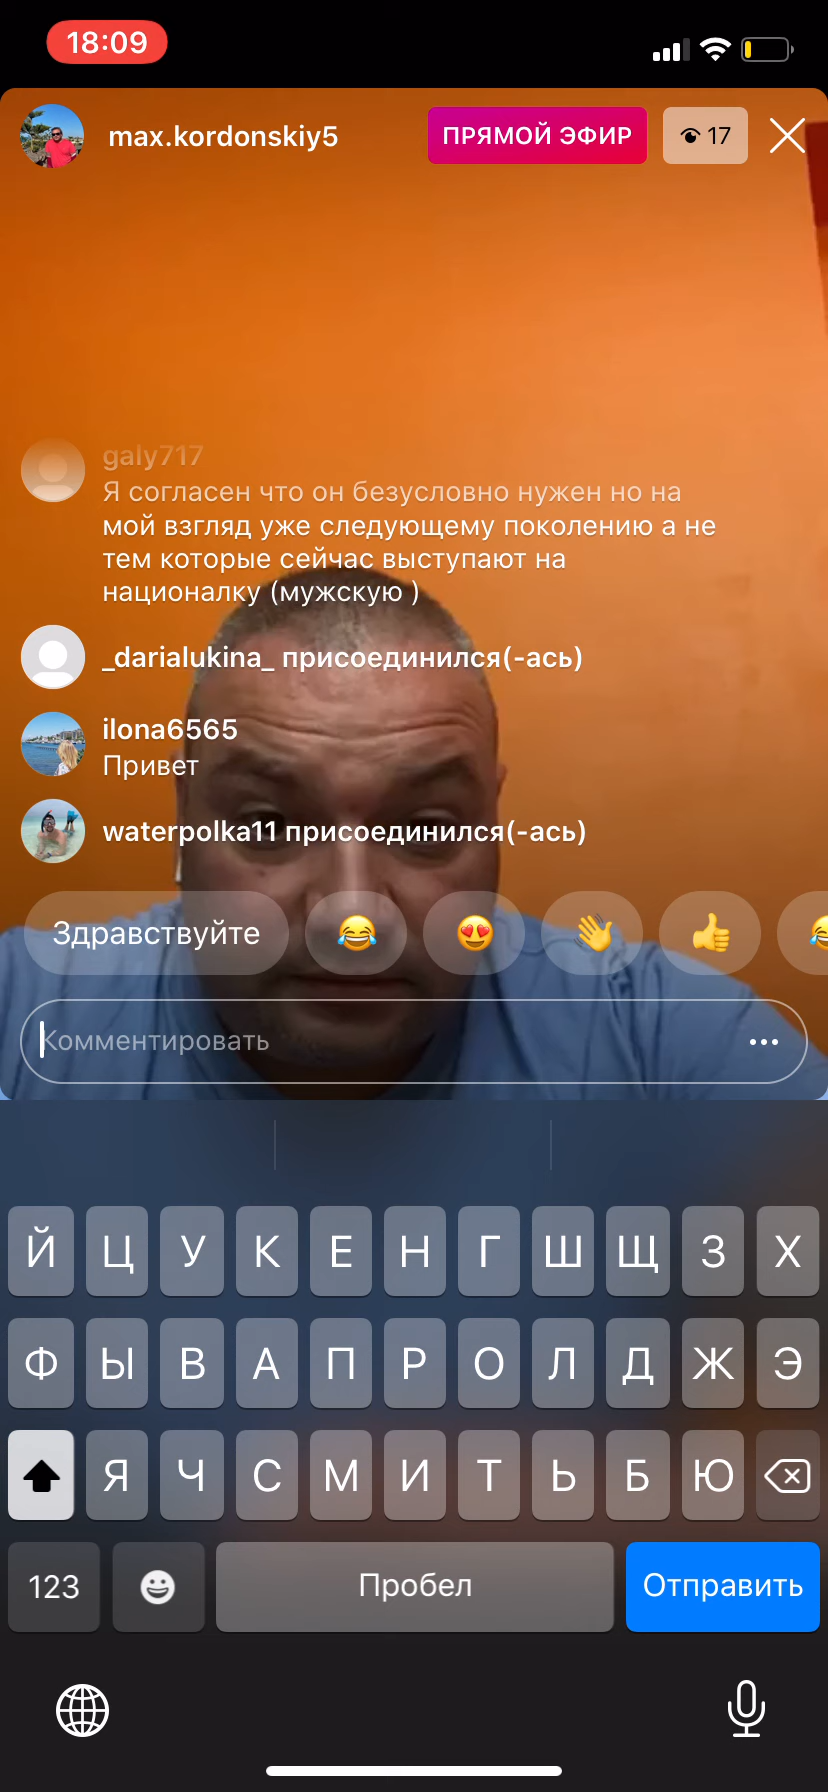 18:09
max.kordonskiy5
ПРЯМОЙ ЭФИР
17
galy717
Я согласен что он безусловно нужен но на
мой взгляд уже следующему поколению а не
тем которые сейчас выступают на
националку (мужскую )
_darialukina_ присоединился(-ась)
ilona6565
Привет
waterpolka11 присоединился(-ась)
Здравствуйте
Комментировать
Й Ц У К Е Н Г Ш Щ З Х
Ф Ы В А П Р О Л Д Ж Э
Я Ч С М И Т Ь Б Ю
123
Пробел
Отправить